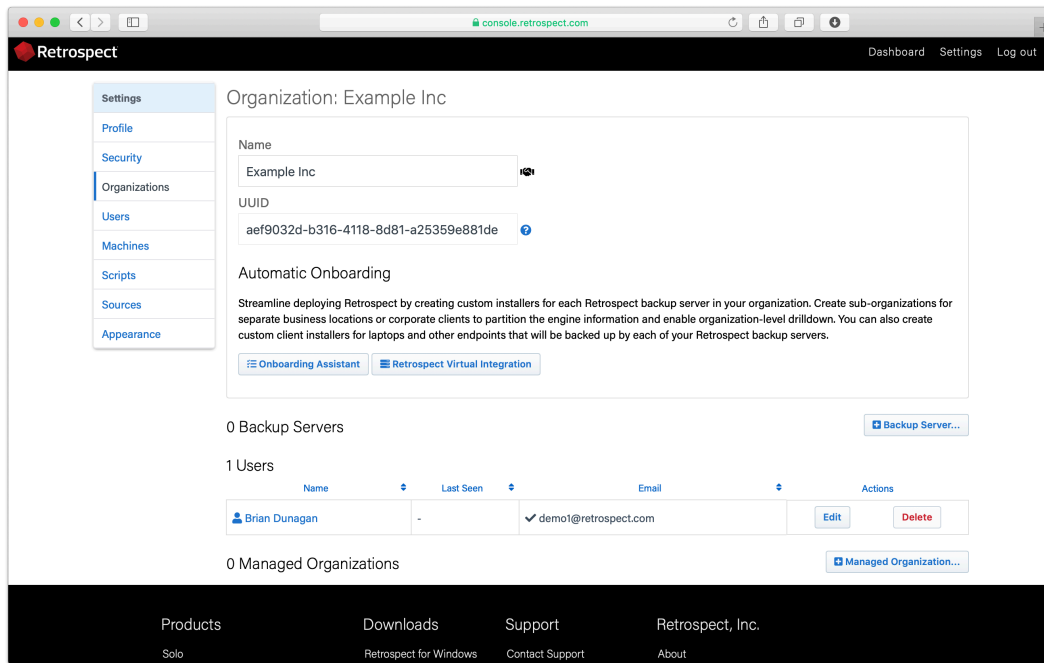 console.retrospect.com
Retrospect
Dashboard Settings Log out
Settings
Profile
Security
Organizations
Users
Machines
Scripts
Sources
Appearance
Organization: Example Inc
Name
Example Inc
UUID
aef9032d-b316-4118-8d81-a25359e881de
Automatic Onboarding
Streamline deploying Retrospect by creating custom installers for each Retrospect backup server in your organization. Create sub-organizations for
separate business locations or corporate clients to partition the engine information and enable organization-level drilldown. You can also create
custom client installers for laptops and other endpoints that will be backed up by each of your Retrospect backup servers.
Onboarding Assistant Retrospect Virtual Integration
0 Backup Servers Backup Server...
1 Users
Name Last Seen Email Actions
Brian Dunagan - demo1@retrospect.com Edit Delete
0 Managed Organizations Managed Organization...
Products Downloads Support Retrospect, Inc.
Solo Retrospect for Windows Contact Support About